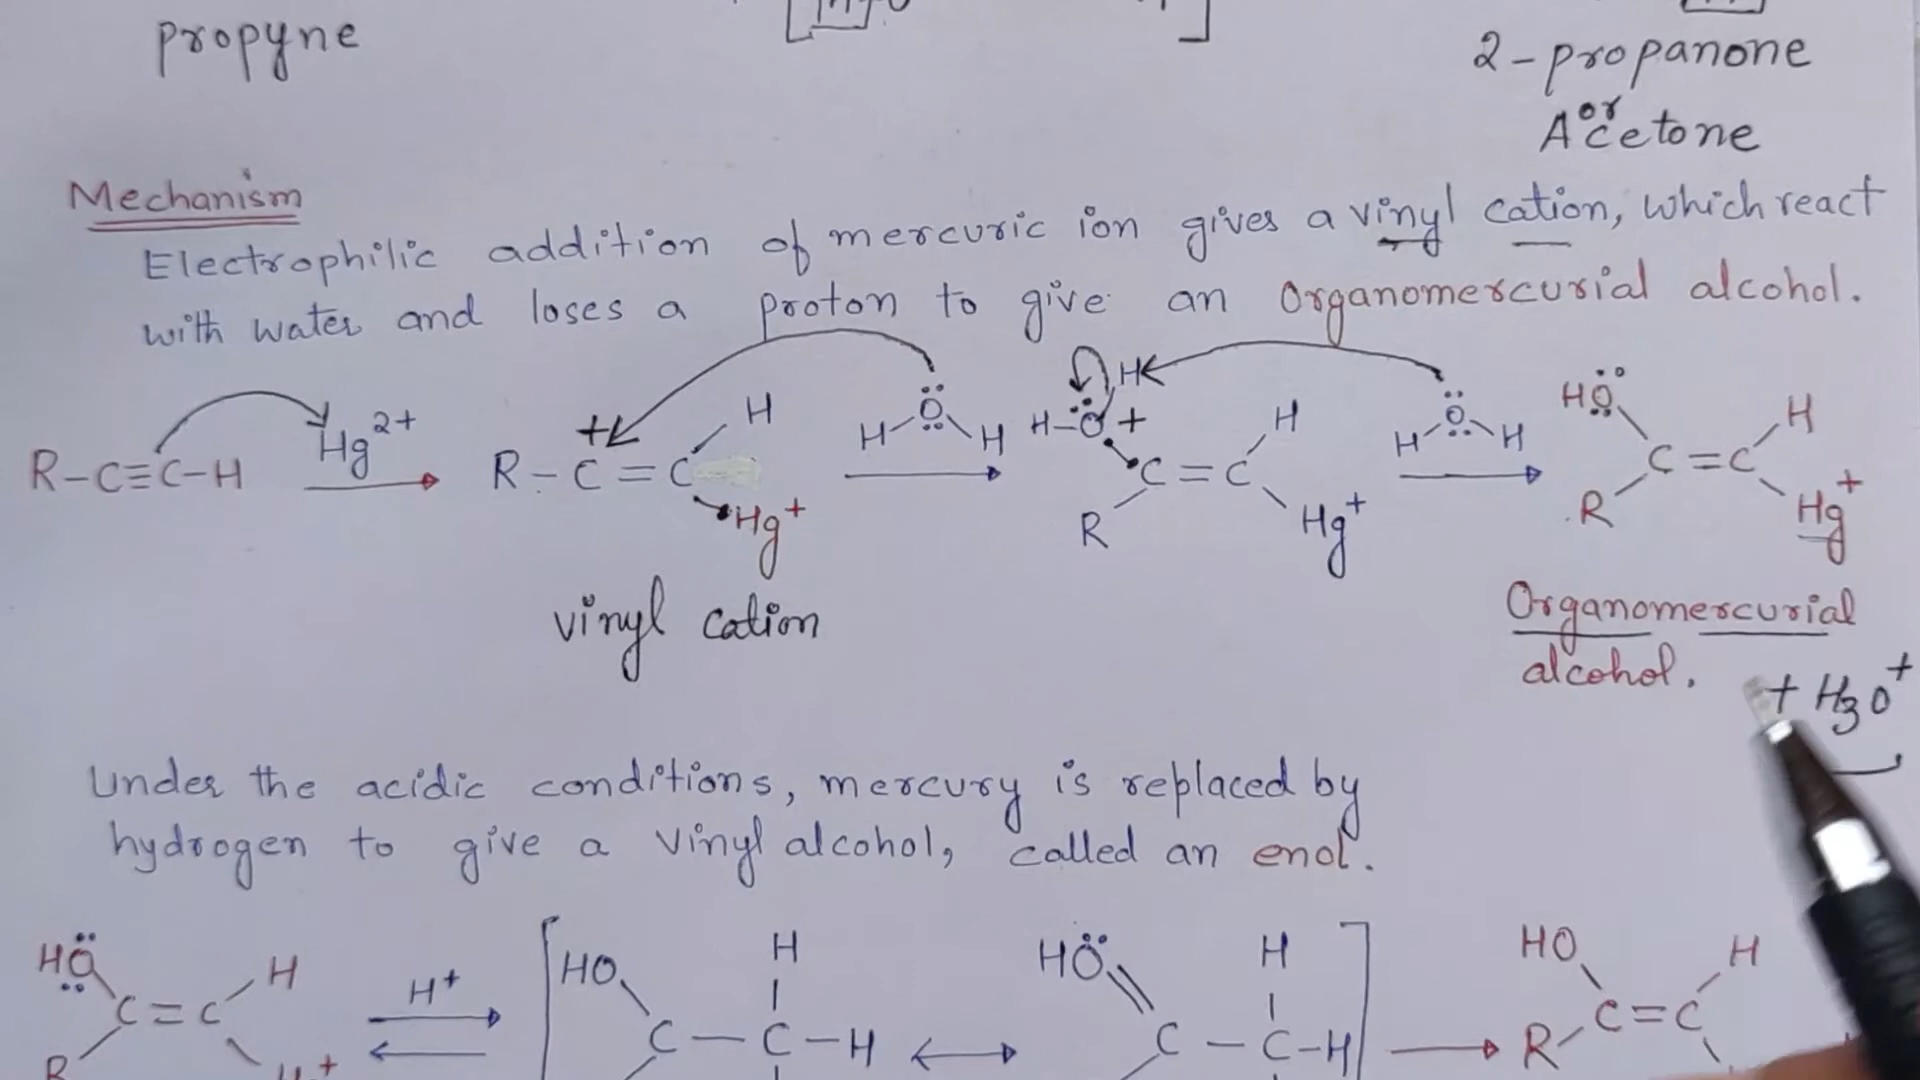 propyne
2-propanone
or
Acetone
Mechanism
Electrophilic addition of mercuric ion gives a vinyl cation, which react
with water and loses a proton to give an Organomercurial alcohol.
R-C≡C-H Hg2+ R-C=C H Hg+ + H-O-H H-O+ H C=C H R Hg+ H-O-H HO C=C H R Hg+
vinyl cation
Organomercurial
alcohol.
+ H3O+
Under the acidic conditions, mercury is replaced by
hydrogen to give a vinyl alcohol, called an enol.
HO C=C H R H+ HO C-C-H H HO=C-C-H H HO C=C H R